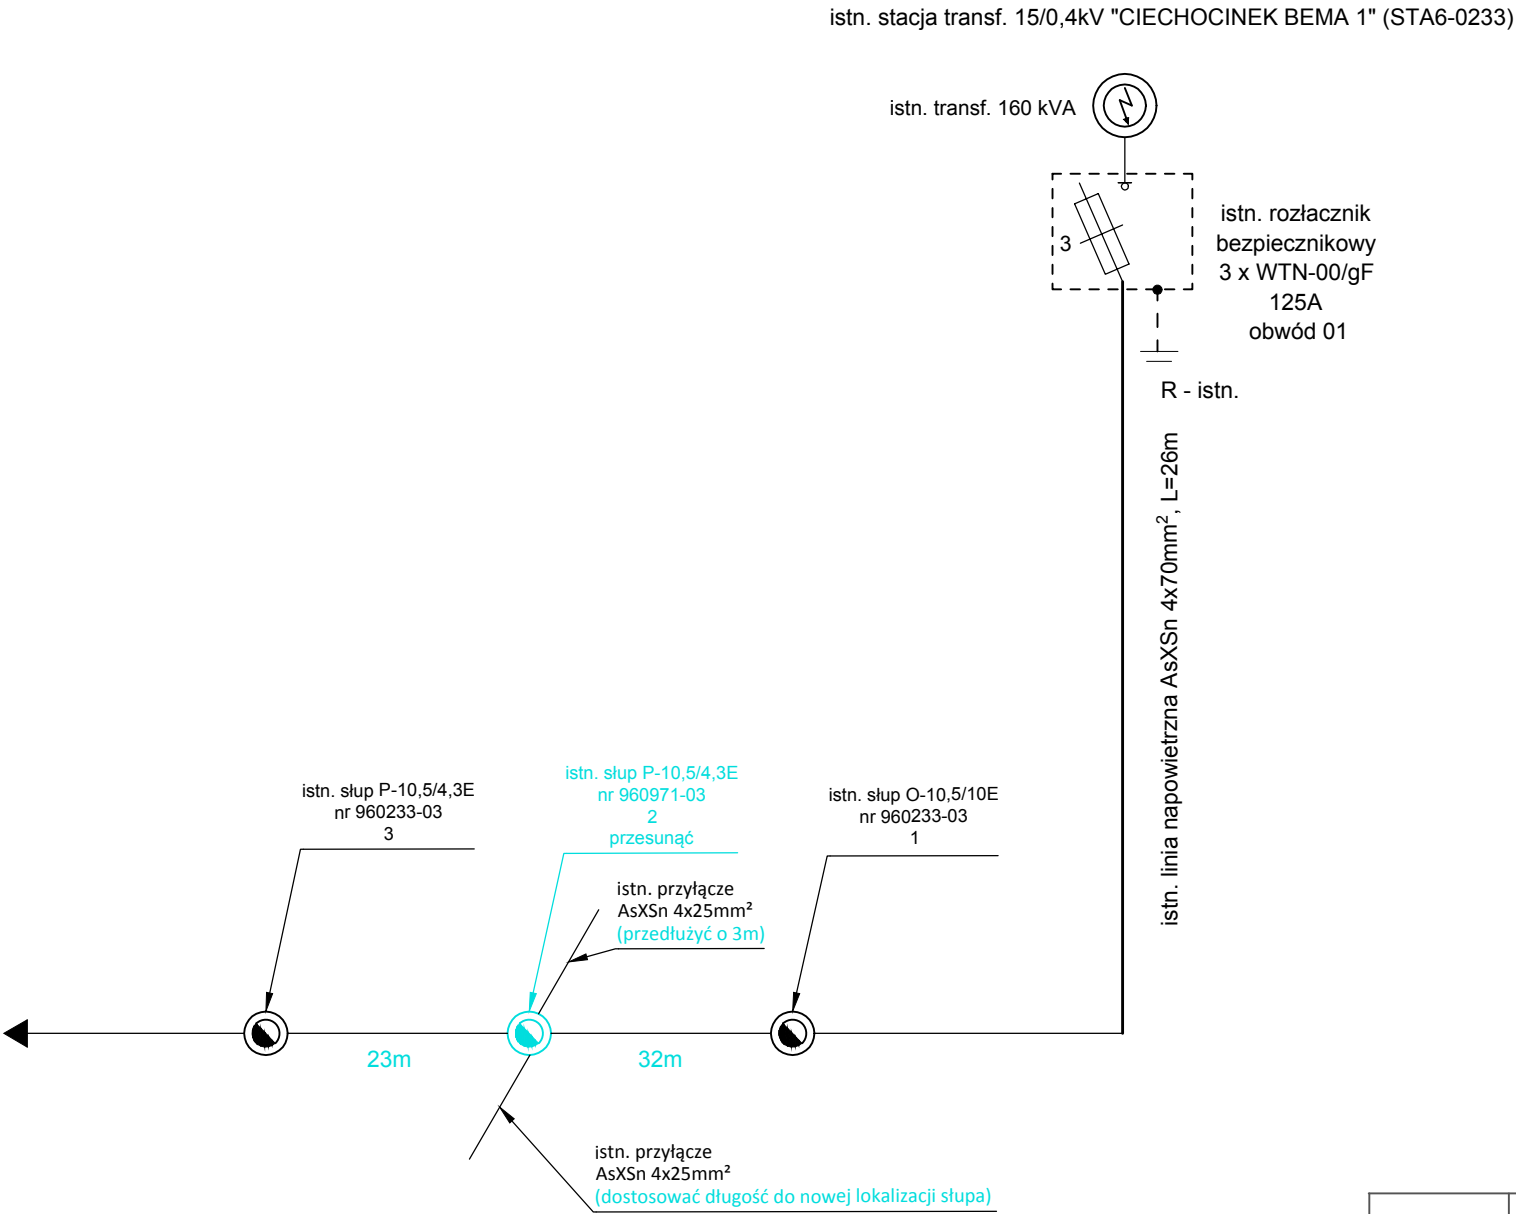 istn. stacja transf. 15/0,4kV "CIECHOCINEK BEMA 1" (STA6-0233)
istn. transf. 160 kVA
3
istn. rozłacznik
bezpiecznikowy
3 x WTN-00/gF
125A
obwód 01
R - istn.
istn. linia napowietrzna AsXSn 4x70mm², L=26m
istn. słup P-10,5/4,3E
nr 960233-03
3
istn. słup P-10,5/4,3E
nr 960971-03
2
przesunąć
istn. słup O-10,5/10E
nr 960233-03
1
istn. przyłącze
AsXSn 4x25mm²
(przedłużyć o 3m)
23m
32m
istn. przyłącze
AsXSn 4x25mm²
(dostosować długość do nowej lokalizacji słupa)